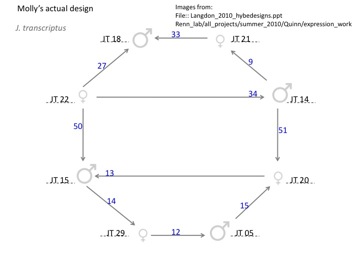 Molly's actual design
Images from:
File:: Langdon_2010_hybedesigns.ppt
Renn_lab/all_projects/summer_2010/Quinn/expression_work
J. transcriptus
JT 18
33
JT 21
27
9
JT 22
34
JT 14
50
51
JT 15
13
JT 20
14
15
JT 29
12
JT 05